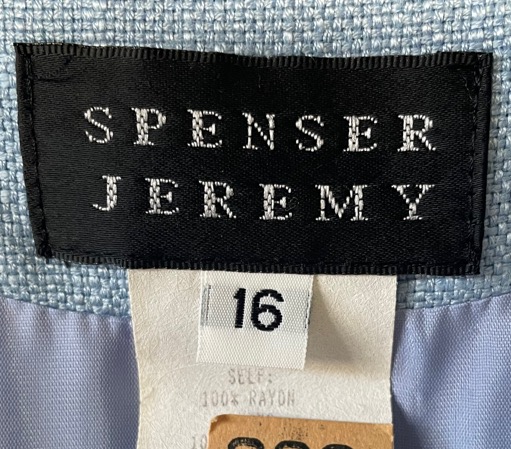 SPENSER
JEREMY
16
SELF:
100% RAYON